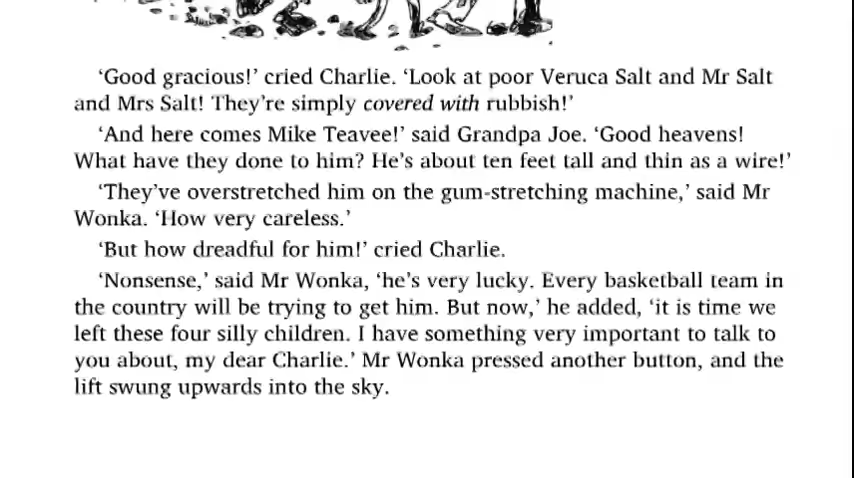 ‘Good gracious!’ cried Charlie. ‘Look at poor Veruca Salt and Mr Salt
and Mrs Salt! They’re simply covered with rubbish!’
‘And here comes Mike Teavee!’ said Grandpa Joe. ‘Good heavens!
What have they done to him? He’s about ten feet tall and thin as a wire!’
‘They’ve overstretched him on the gum-stretching machine,’ said Mr
Wonka. ‘How very careless.’
‘But how dreadful for him!’ cried Charlie.
‘Nonsense,’ said Mr Wonka, ‘he’s very lucky. Every basketball team in
the country will be trying to get him. But now,’ he added, ‘it is time we
left these four silly children. I have something very important to talk to
you about, my dear Charlie.’ Mr Wonka pressed another button, and the
lift swung upwards into the sky.